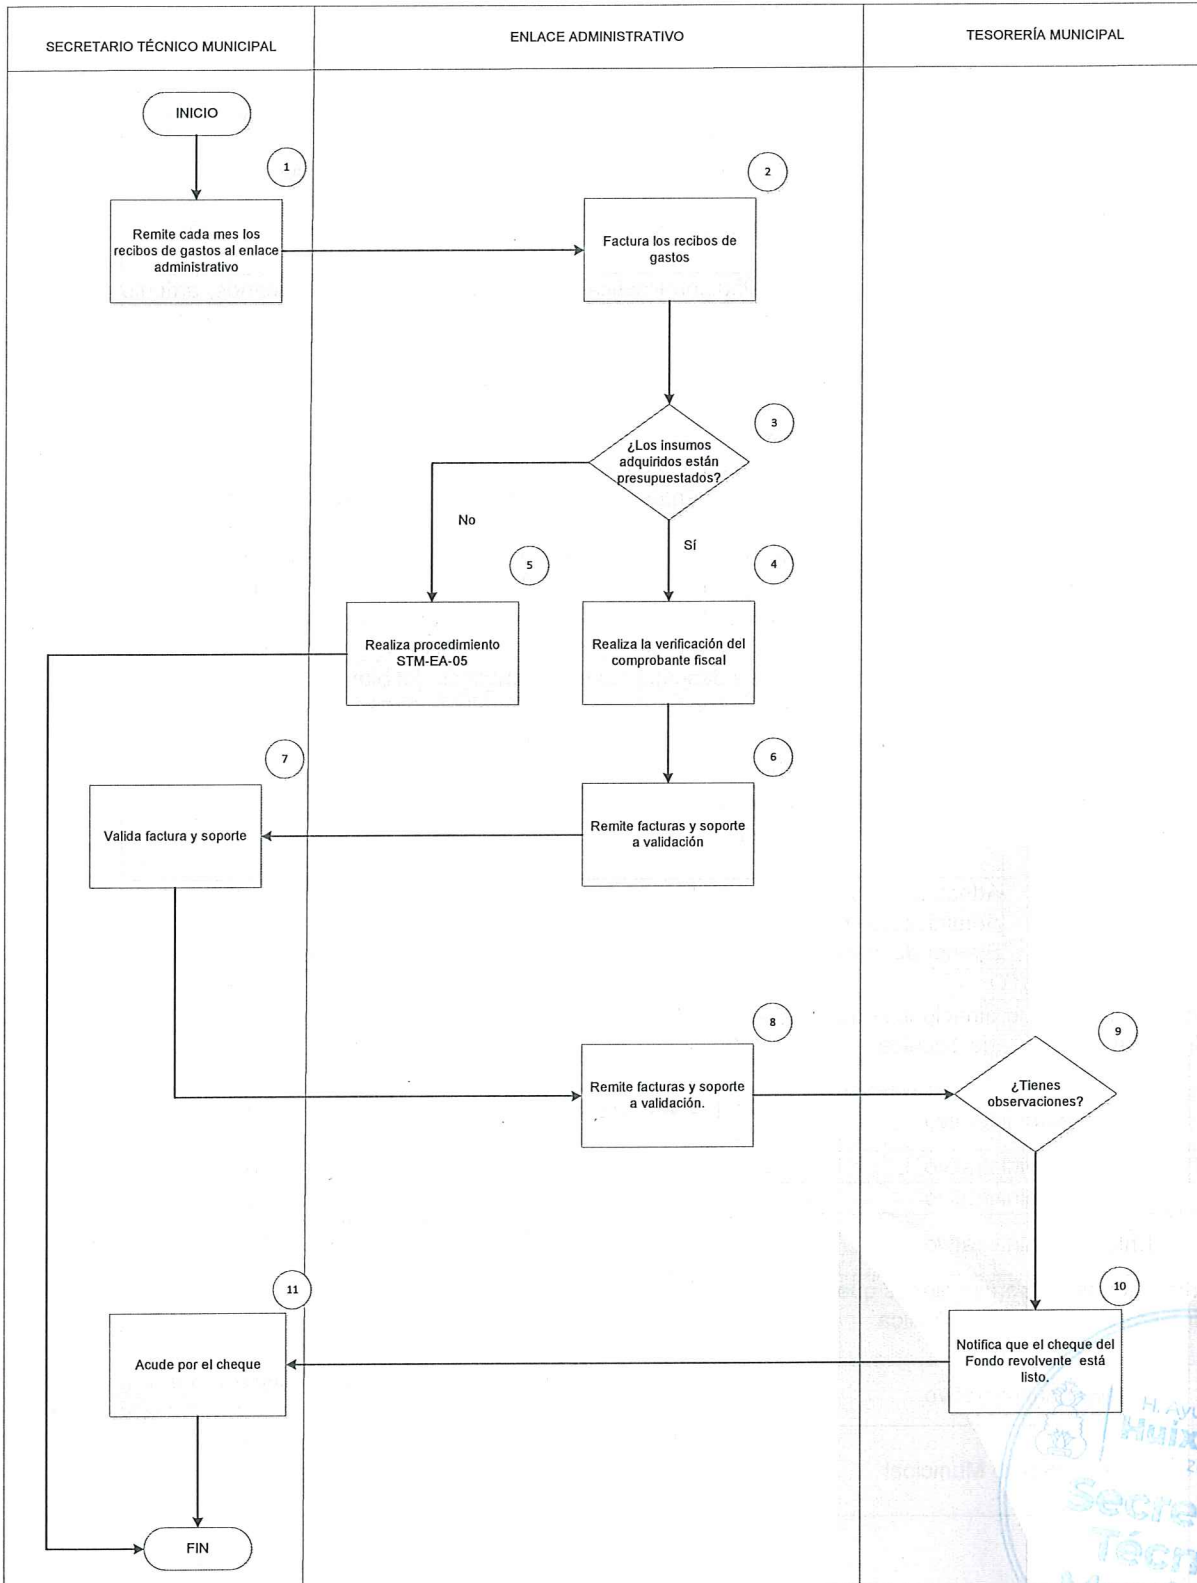 SECRETARIO TÉCNICO MUNICIPAL
ENLACE ADMINISTRATIVO
TESORERÍA MUNICIPAL
INICIO
1
Remite cada mes los
recibos de gastos al enlace
administrativo
2
Factura los recibos de
gastos
3
¿Los insumos
adquiridos están
presupuestados?
No
Sí
5
Realiza procedimiento
STM-EA-05
4
Realiza la verificación del
comprobante fiscal
6
Remite facturas y soporte
a validación
7
Valida factura y soporte
8
Remite facturas y soporte
a validación.
9
¿Tienes
observaciones?
10
Notifica que el cheque del
Fondo revolvente está
listo.
11
Acude por el cheque
FIN
H. Ayu
Huix
Secre
Técn